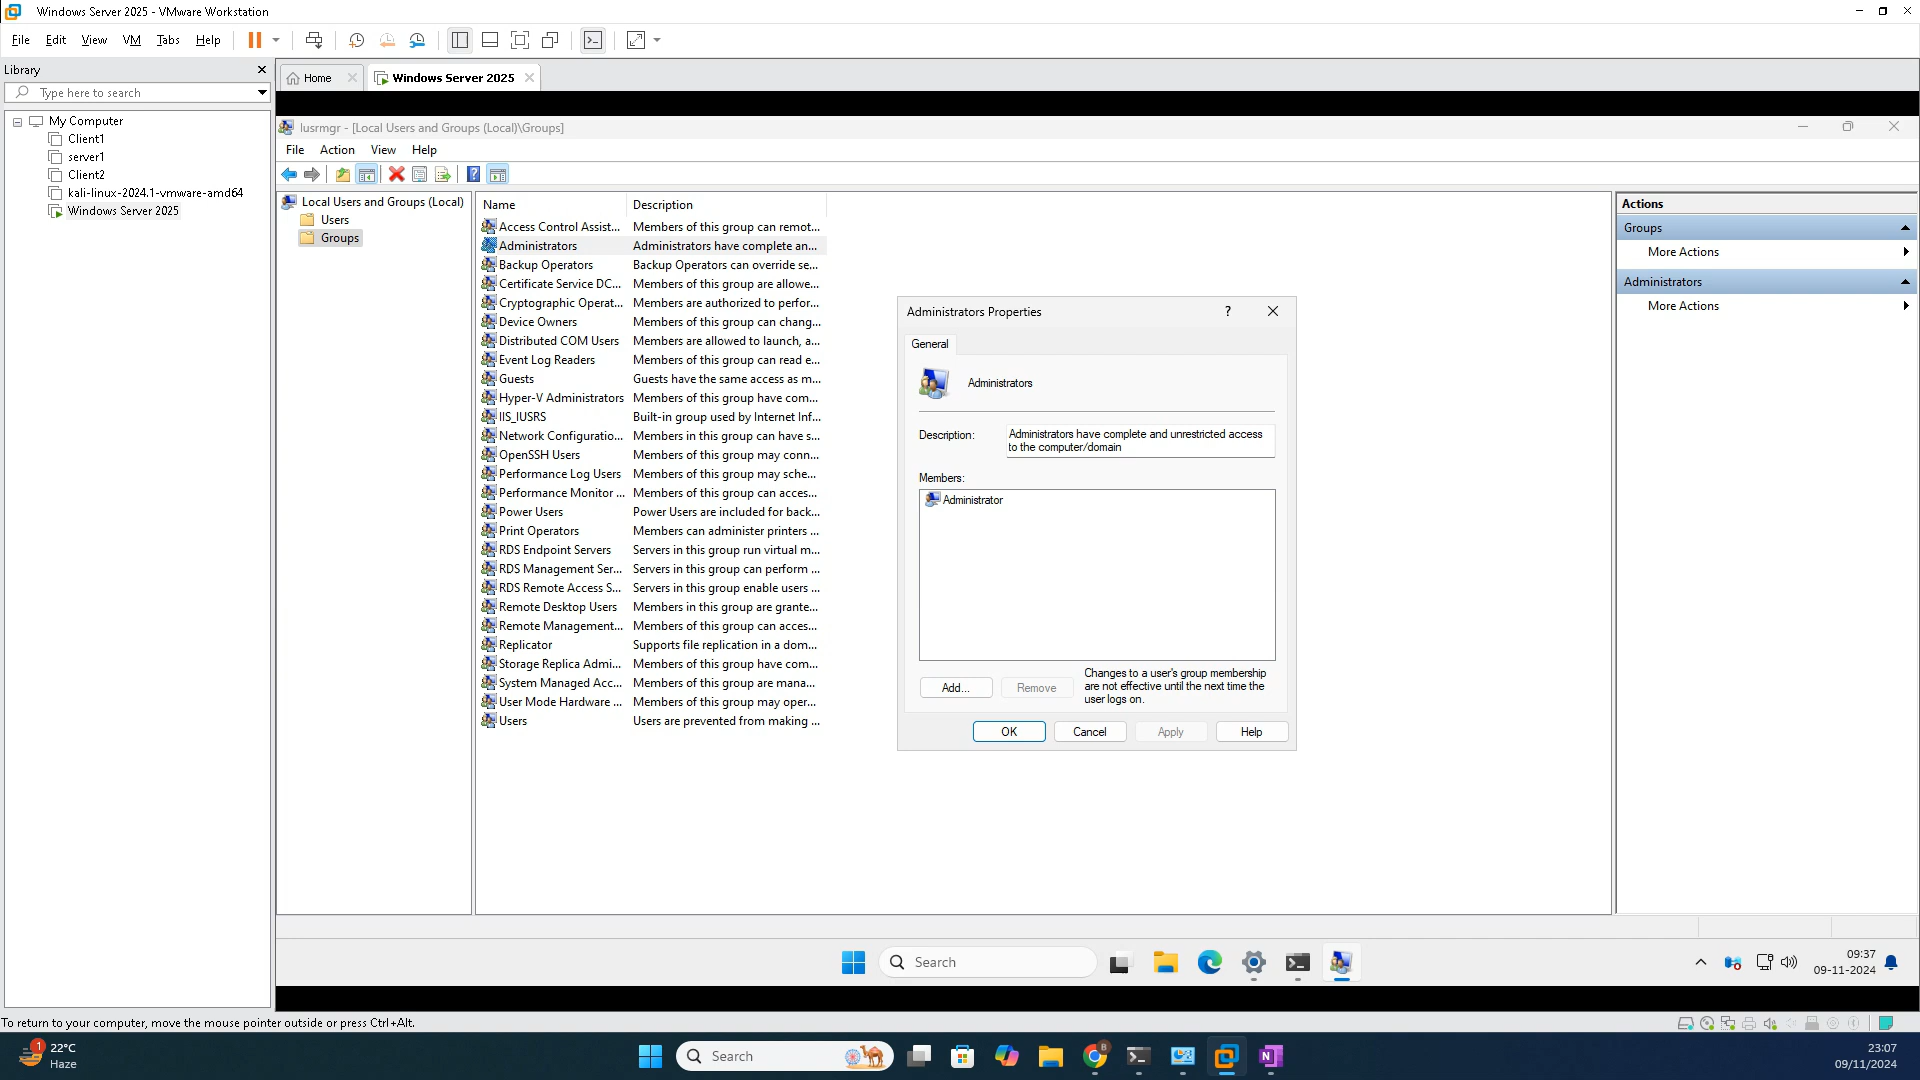 Windows Server 2025 - VMware Workstation
File Edit View VM Tabs Help
Library
Home
Windows Server 2025
Type here to search
My Computer
Client1
server1
Client2
kali-linux-2024.1-vmware-amd64
Windows Server 2025
lusrmgr - [Local Users and Groups (Local)\Groups]
File Action View Help
Local Users and Groups (Local)
Users
Groups
Name Description
Access Control Assist... Members of this group can remot...
Administrators Administrators have complete an...
Backup Operators Backup Operators can override se...
Certificate Service DC... Members of this group are allowe...
Cryptographic Operat... Members are authorized to perfor...
Device Owners Members of this group can chang...
Distributed COM Users Members are allowed to launch, a...
Event Log Readers Members of this group can read e...
Guests Guests have the same access as m...
Hyper-V Administrators Members of this group have com...
IIS_IUSRS Built-in group used by Internet Inf...
Network Configuratio... Members in this group can have s...
OpenSSH Users Members of this group may conn...
Performance Log Users Members of this group may sche...
Performance Monitor ... Members of this group can acces...
Power Users Power Users are included for back...
Print Operators Members can administer printers ...
RDS Endpoint Servers Servers in this group run virtual m...
RDS Management Ser... Servers in this group can perform ...
RDS Remote Access S... Servers in this group enable users ...
Remote Desktop Users Members in this group are grante...
Remote Management... Members of this group can acces...
Replicator Supports file replication in a dom...
Storage Replica Admi... Members of this group have com...
System Managed Acc... Members of this group are mana...
User Mode Hardware ... Members of this group may oper...
Users Users are prevented from making ...
Administrators Properties ?
General
Administrators
Description: Administrators have complete and unrestricted access
to the computer/domain
Members:
Administrator
Add... Remove
Changes to a user's group membership
are not effective until the next time the
user logs on.
OK Cancel Apply Help
Actions
Groups
More Actions
Administrators
More Actions
Search
09:37
09-11-2024
To return to your computer, move the mouse pointer outside or press Ctrl+Alt.
1
22°C
Haze
Search
B
N
23:07
09/11/2024